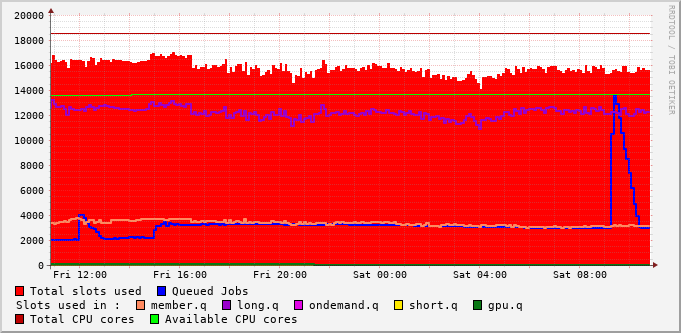 20000
18000
16000
14000
12000
10000
8000
6000
4000
2000
0
Fri 12:00 Fri 16:00 Fri 20:00 Sat 00:00 Sat 04:00 Sat 08:00
Total slots used Queued Jobs
Slots used in : member.q long.q ondemand.q short.q gpu.q
Total CPU cores Available CPU cores
RRDTOOL / TOBI OETIKER